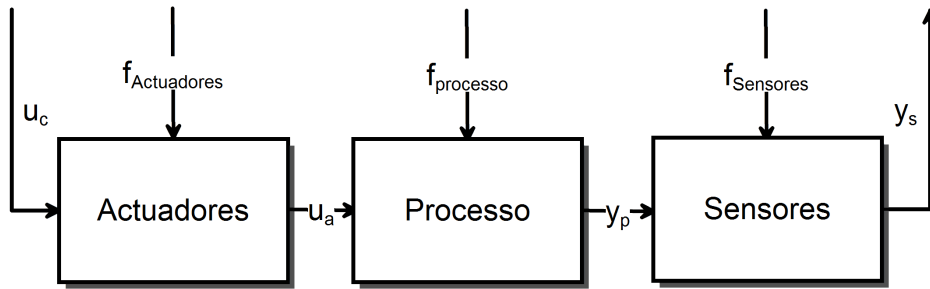 f_Actuadores
f_processo
f_Sensores
u_c
y_s
Actuadores
u_a
Processo
y_p
Sensores